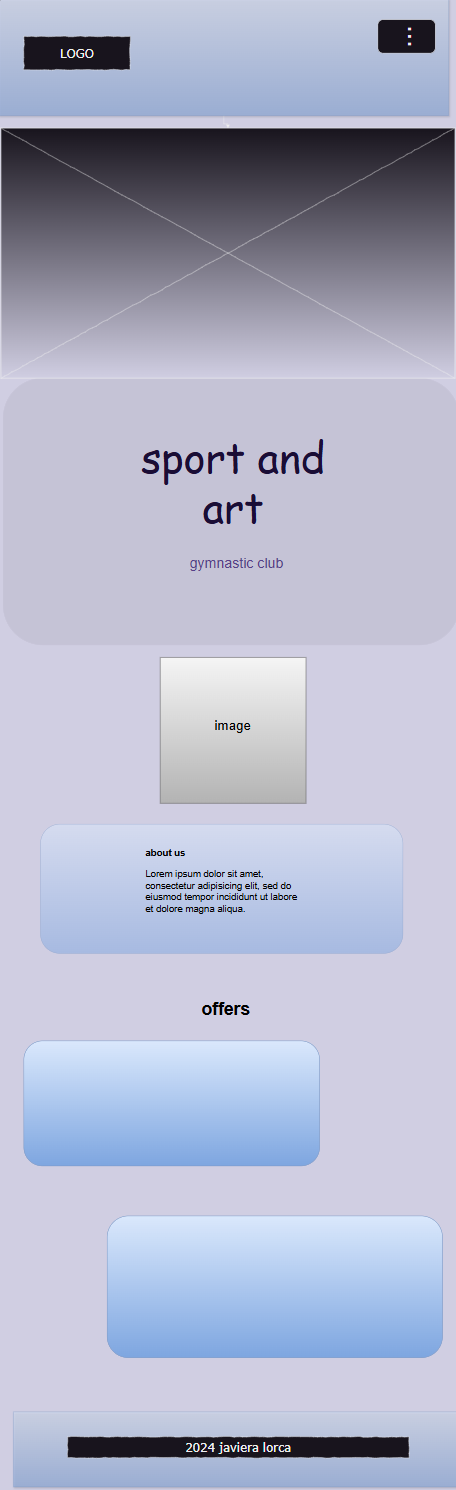 LOGO
sport and
art
gymnastic club
image
about us
Lorem ipsum dolor sit amet,
consectetur adipisicing elit, sed do
eiusmod tempor incididunt ut labore
et dolore magna aliqua.
offers
2024 javiera lorca